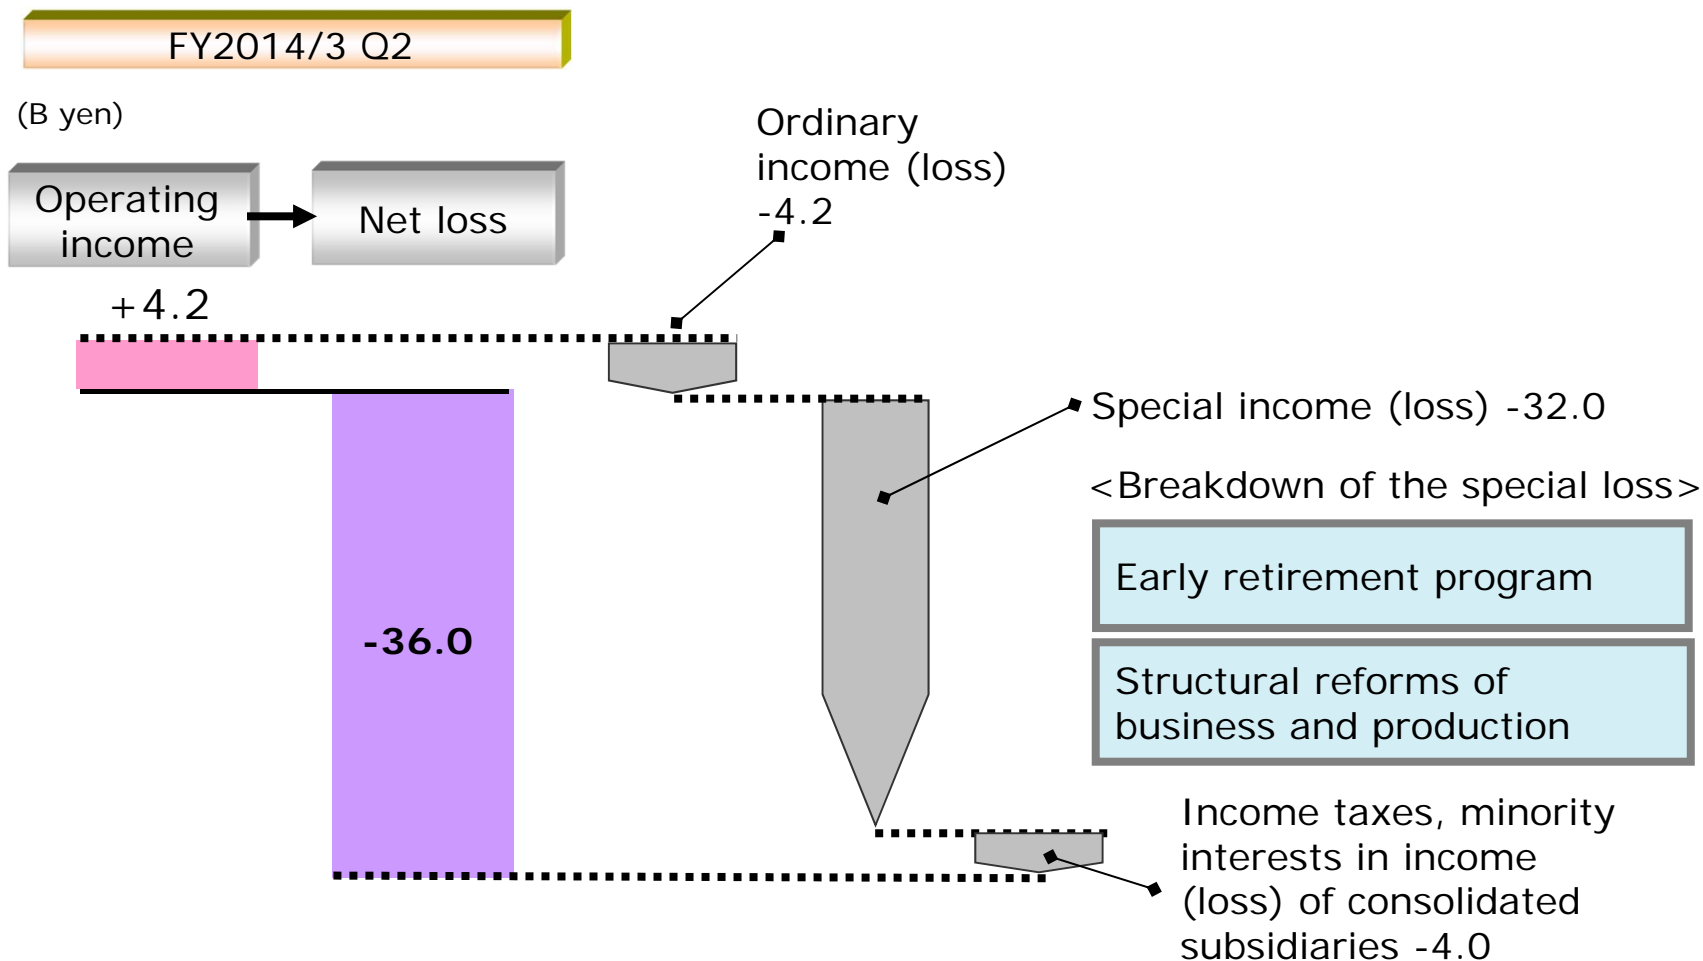 FY2014/3 Q2
(B yen)
Operating
income
Net loss
+4.2
-36.0
Ordinary
income (loss)
-4.2
Special income (loss) -32.0
<Breakdown of the special loss>
Early retirement program
Structural reforms of
business and production
Income taxes, minority
interests in income
(loss) of consolidated
subsidiaries -4.0